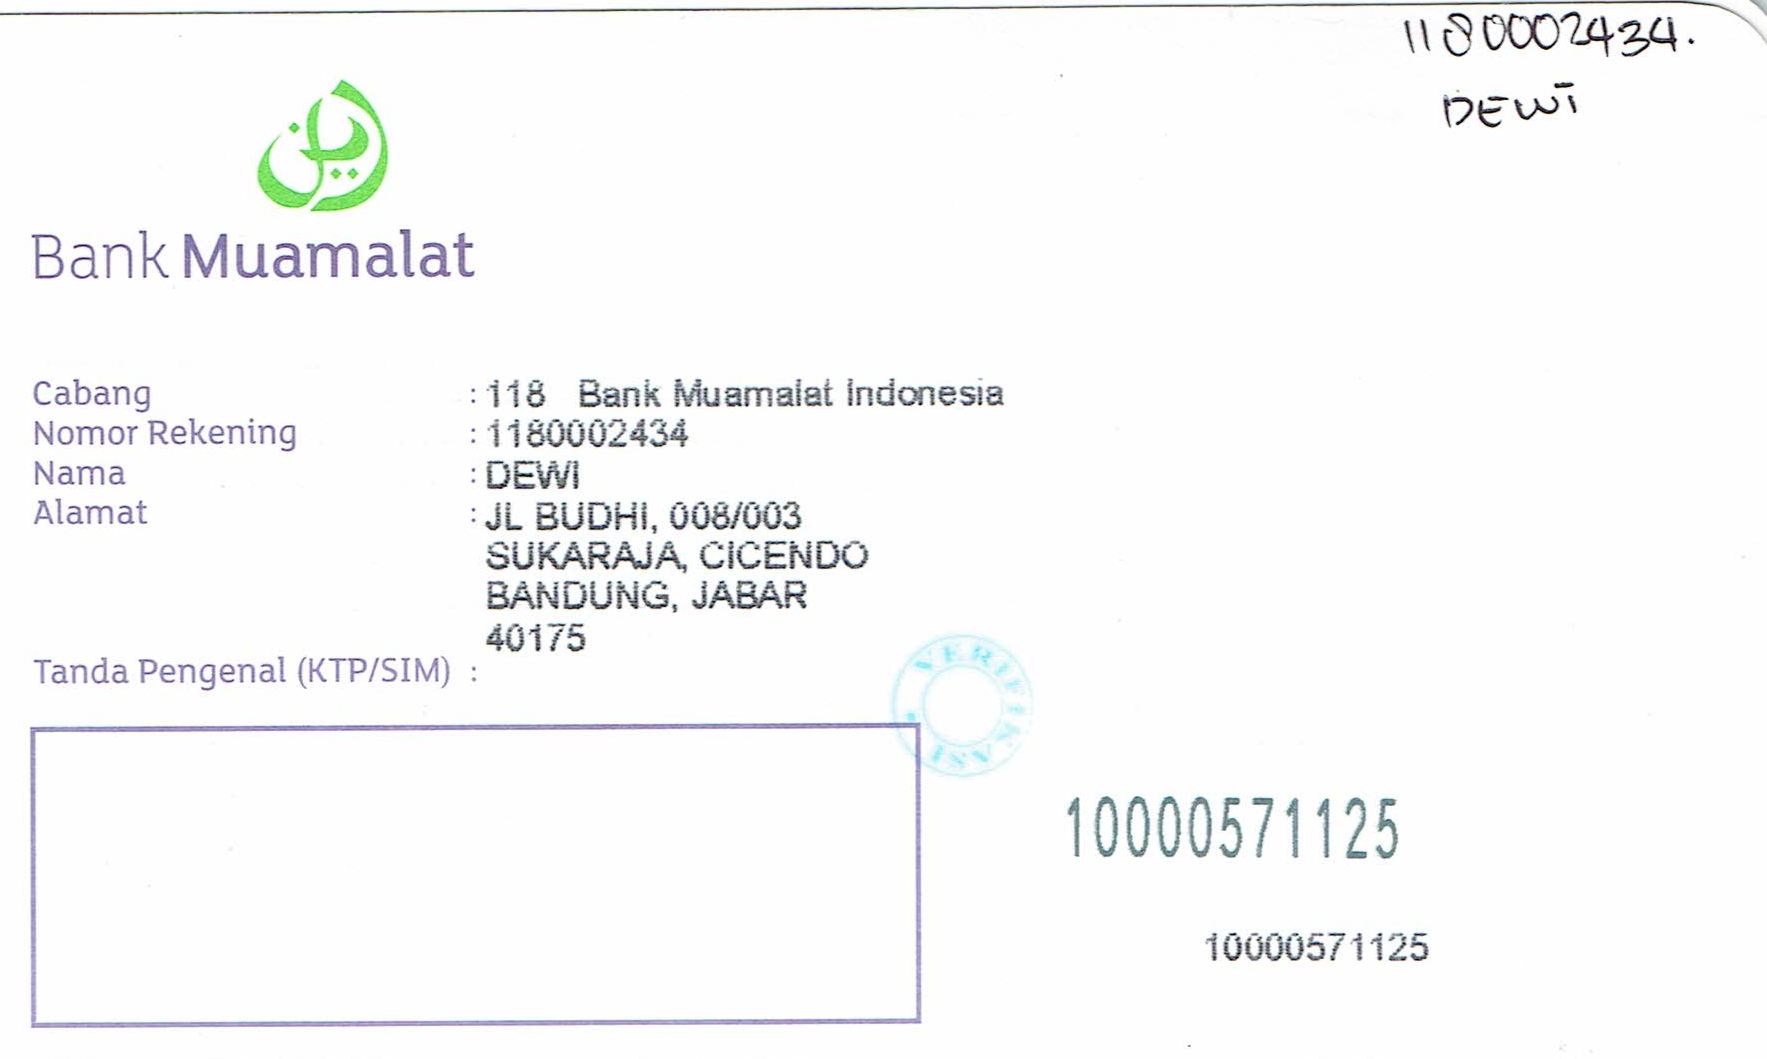 1180002434.
DEWI
Bank Muamalat
Cabang : 118 Bank Muamalat Indonesia
Nomor Rekening : 1180002434
Nama : DEWI
Alamat : JL BUDHI, 008/003
SUKARAJA, CICENDO
BANDUNG, JABAR
40175
Tanda Pengenal (KTP/SIM) :
VERIFIKASI
10000571125
10000571125